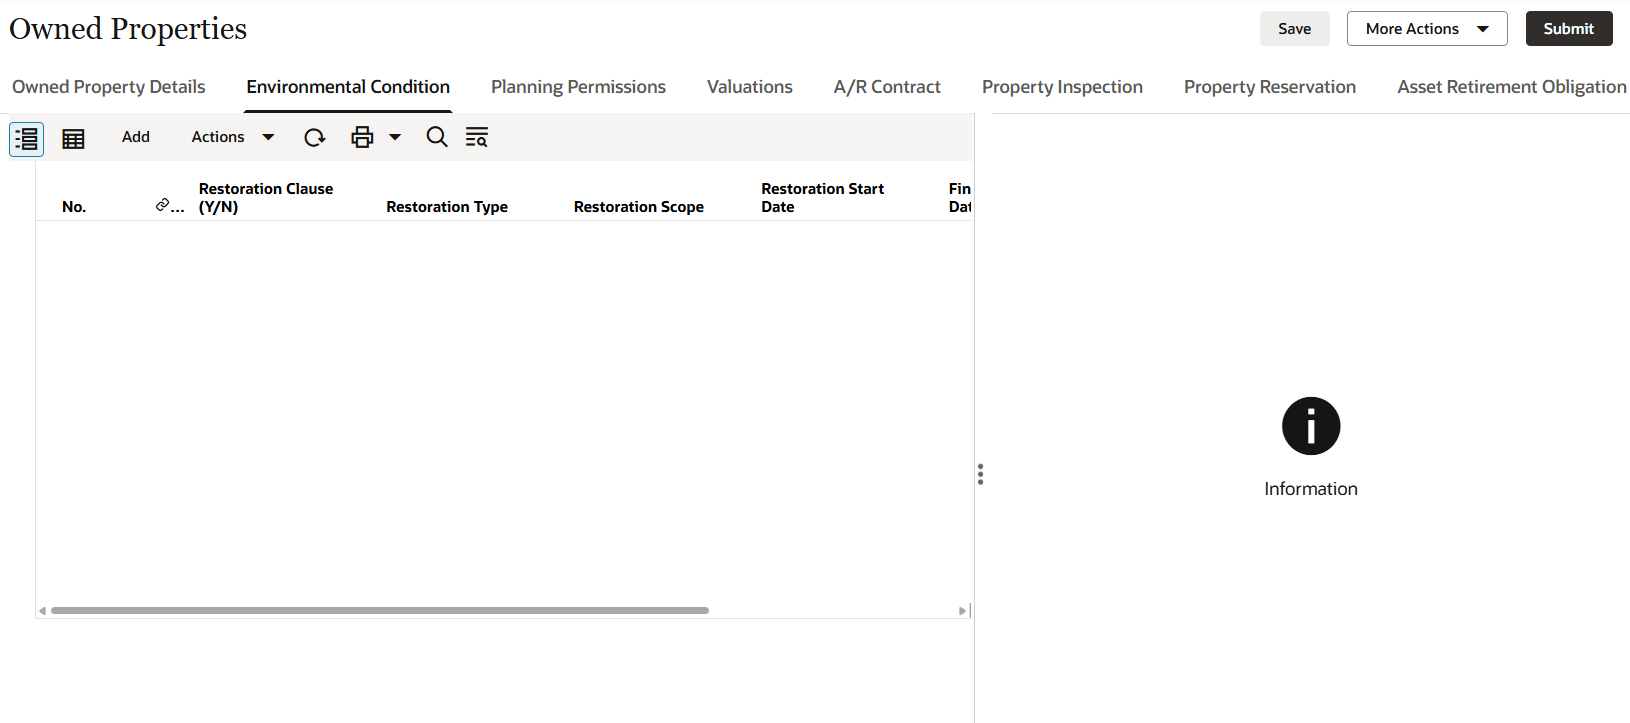 Owned Properties
Save
More Actions
Submit
Owned Property Details
Environmental Condition
Planning Permissions
Valuations
A/R Contract
Property Inspection
Property Reservation
Asset Retirement Obligation
Add
Actions
No.
...
Restoration Clause
(Y/N)
Restoration Type
Restoration Scope
Restoration Start
Date
Fin
Dat
Information